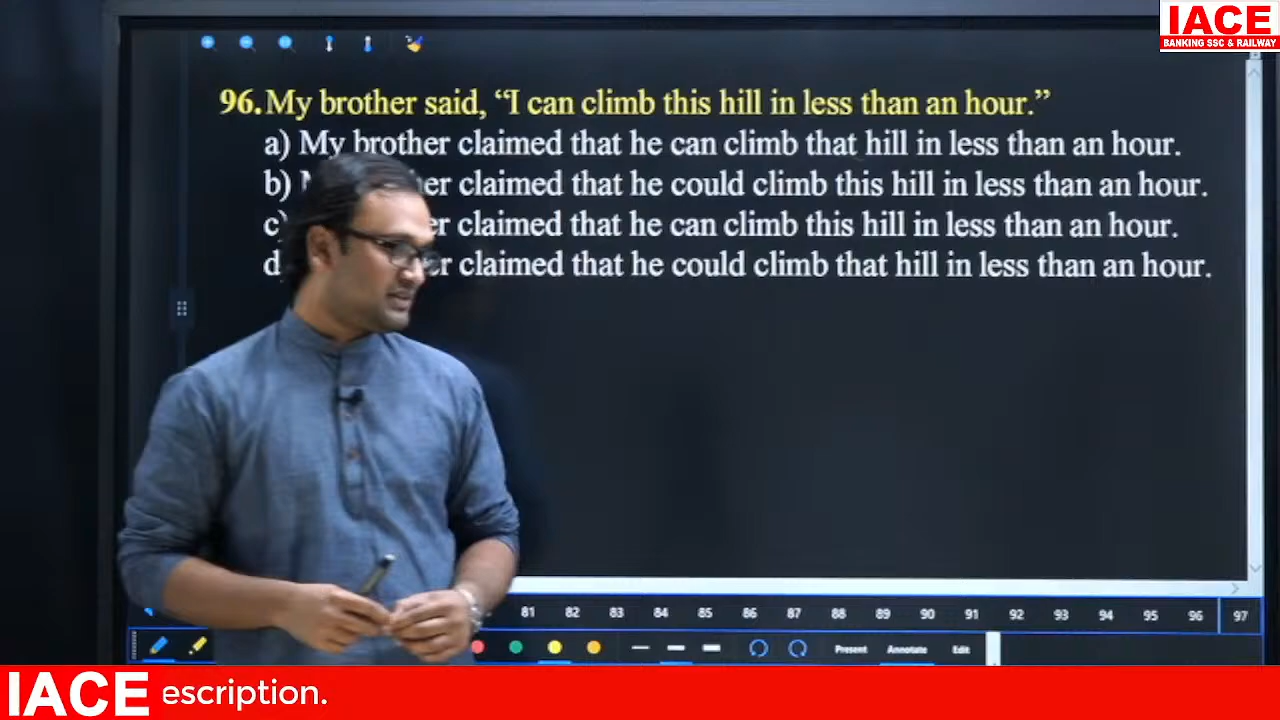 IACE
BANKING SSC & RAILWAY
96. My brother said, “I can climb this hill in less than an hour.”
a) My brother claimed that he can climb that hill in less than an hour.
b) claimed that he could climb this hill in less than an hour.
c) claimed that he can climb this hill in less than an hour.
d claimed that he could climb that hill in less than an hour.
81 82 83 84 85 86 87 88 89 90 91 92 93 94 95 96 97
Present Annotate Edit
IACE escription.